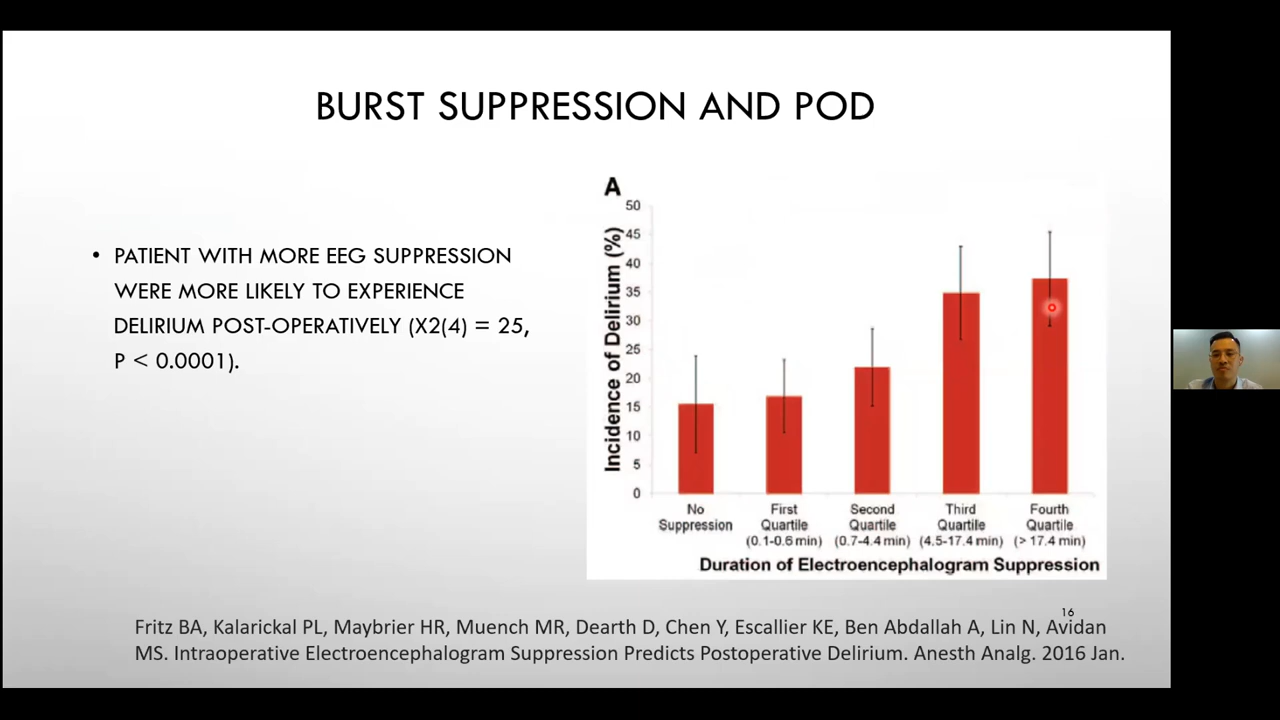 BURST SUPPRESSION AND POD
• PATIENT WITH MORE EEG SUPPRESSION
WERE MORE LIKELY TO EXPERIENCE
DELIRIUM POST-OPERATIVELY (X2(4) = 25,
P < 0.0001).
A
Incidence of Delirium (%)
50
45
40
35
30
25
20
15
10
5
0
No
Suppression
First
Quartile
(0.1-0.6 min)
Second
Quartile
(0.7-4.4 min)
Third
Quartile
(4.5-17.4 min)
Fourth
Quartile
(> 17.4 min)
Duration of Electroencephalogram Suppression
16
Fritz BA, Kalarickal PL, Maybrier HR, Muench MR, Dearth D, Chen Y, Escallier KE, Ben Abdallah A, Lin N, Avidan
MS. Intraoperative Electroencephalogram Suppression Predicts Postoperative Delirium. Anesth Analg. 2016 Jan.